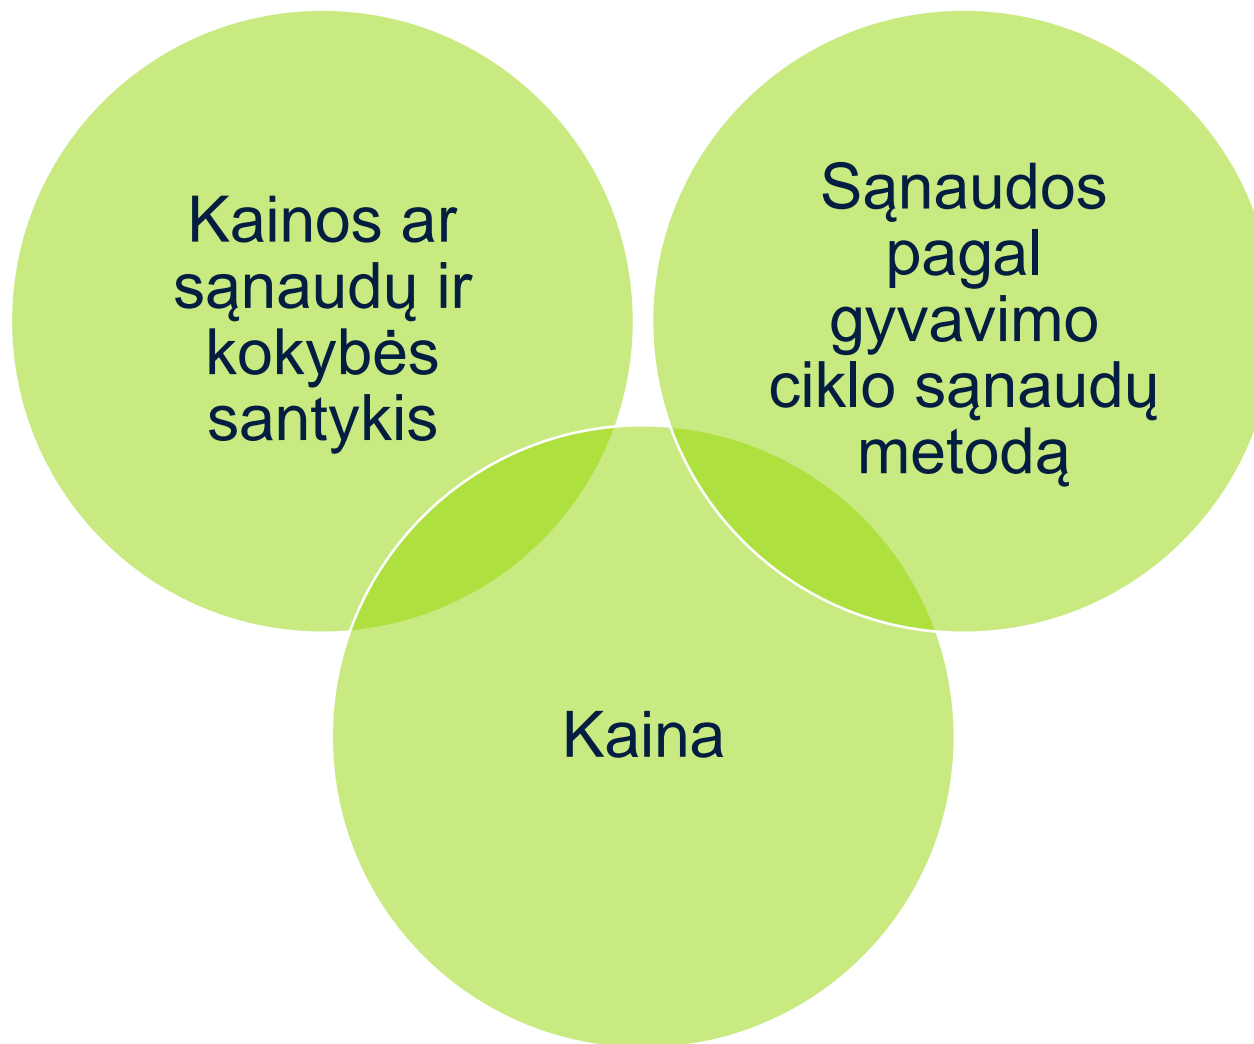 Kainos ar
sąnaudų ir
kokybės
santykis
Sąnaudos
pagal
gyvavimo
ciklo sąnaudų
metodą
Kaina